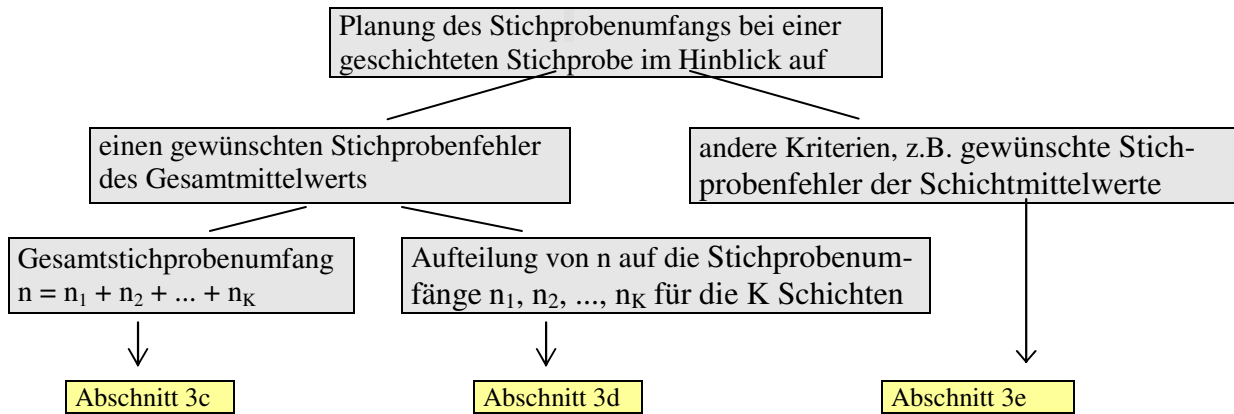 Planung des Stichprobenumfangs bei einer
geschichteten Stichprobe im Hinblick auf
einen gewünschten Stichprobenfehler
des Gesamtmittelwerts
andere Kriterien, z.B. gewünschte Stich-
probenfehler der Schichtmittelwerte
Gesamtstichprobenumfang
n = n₁ + n₂ + ... + n_K
Aufteilung von n auf die Stichprobenum-
fänge n₁, n₂, ..., n_K für die K Schichten
Abschnitt 3c
Abschnitt 3d
Abschnitt 3e